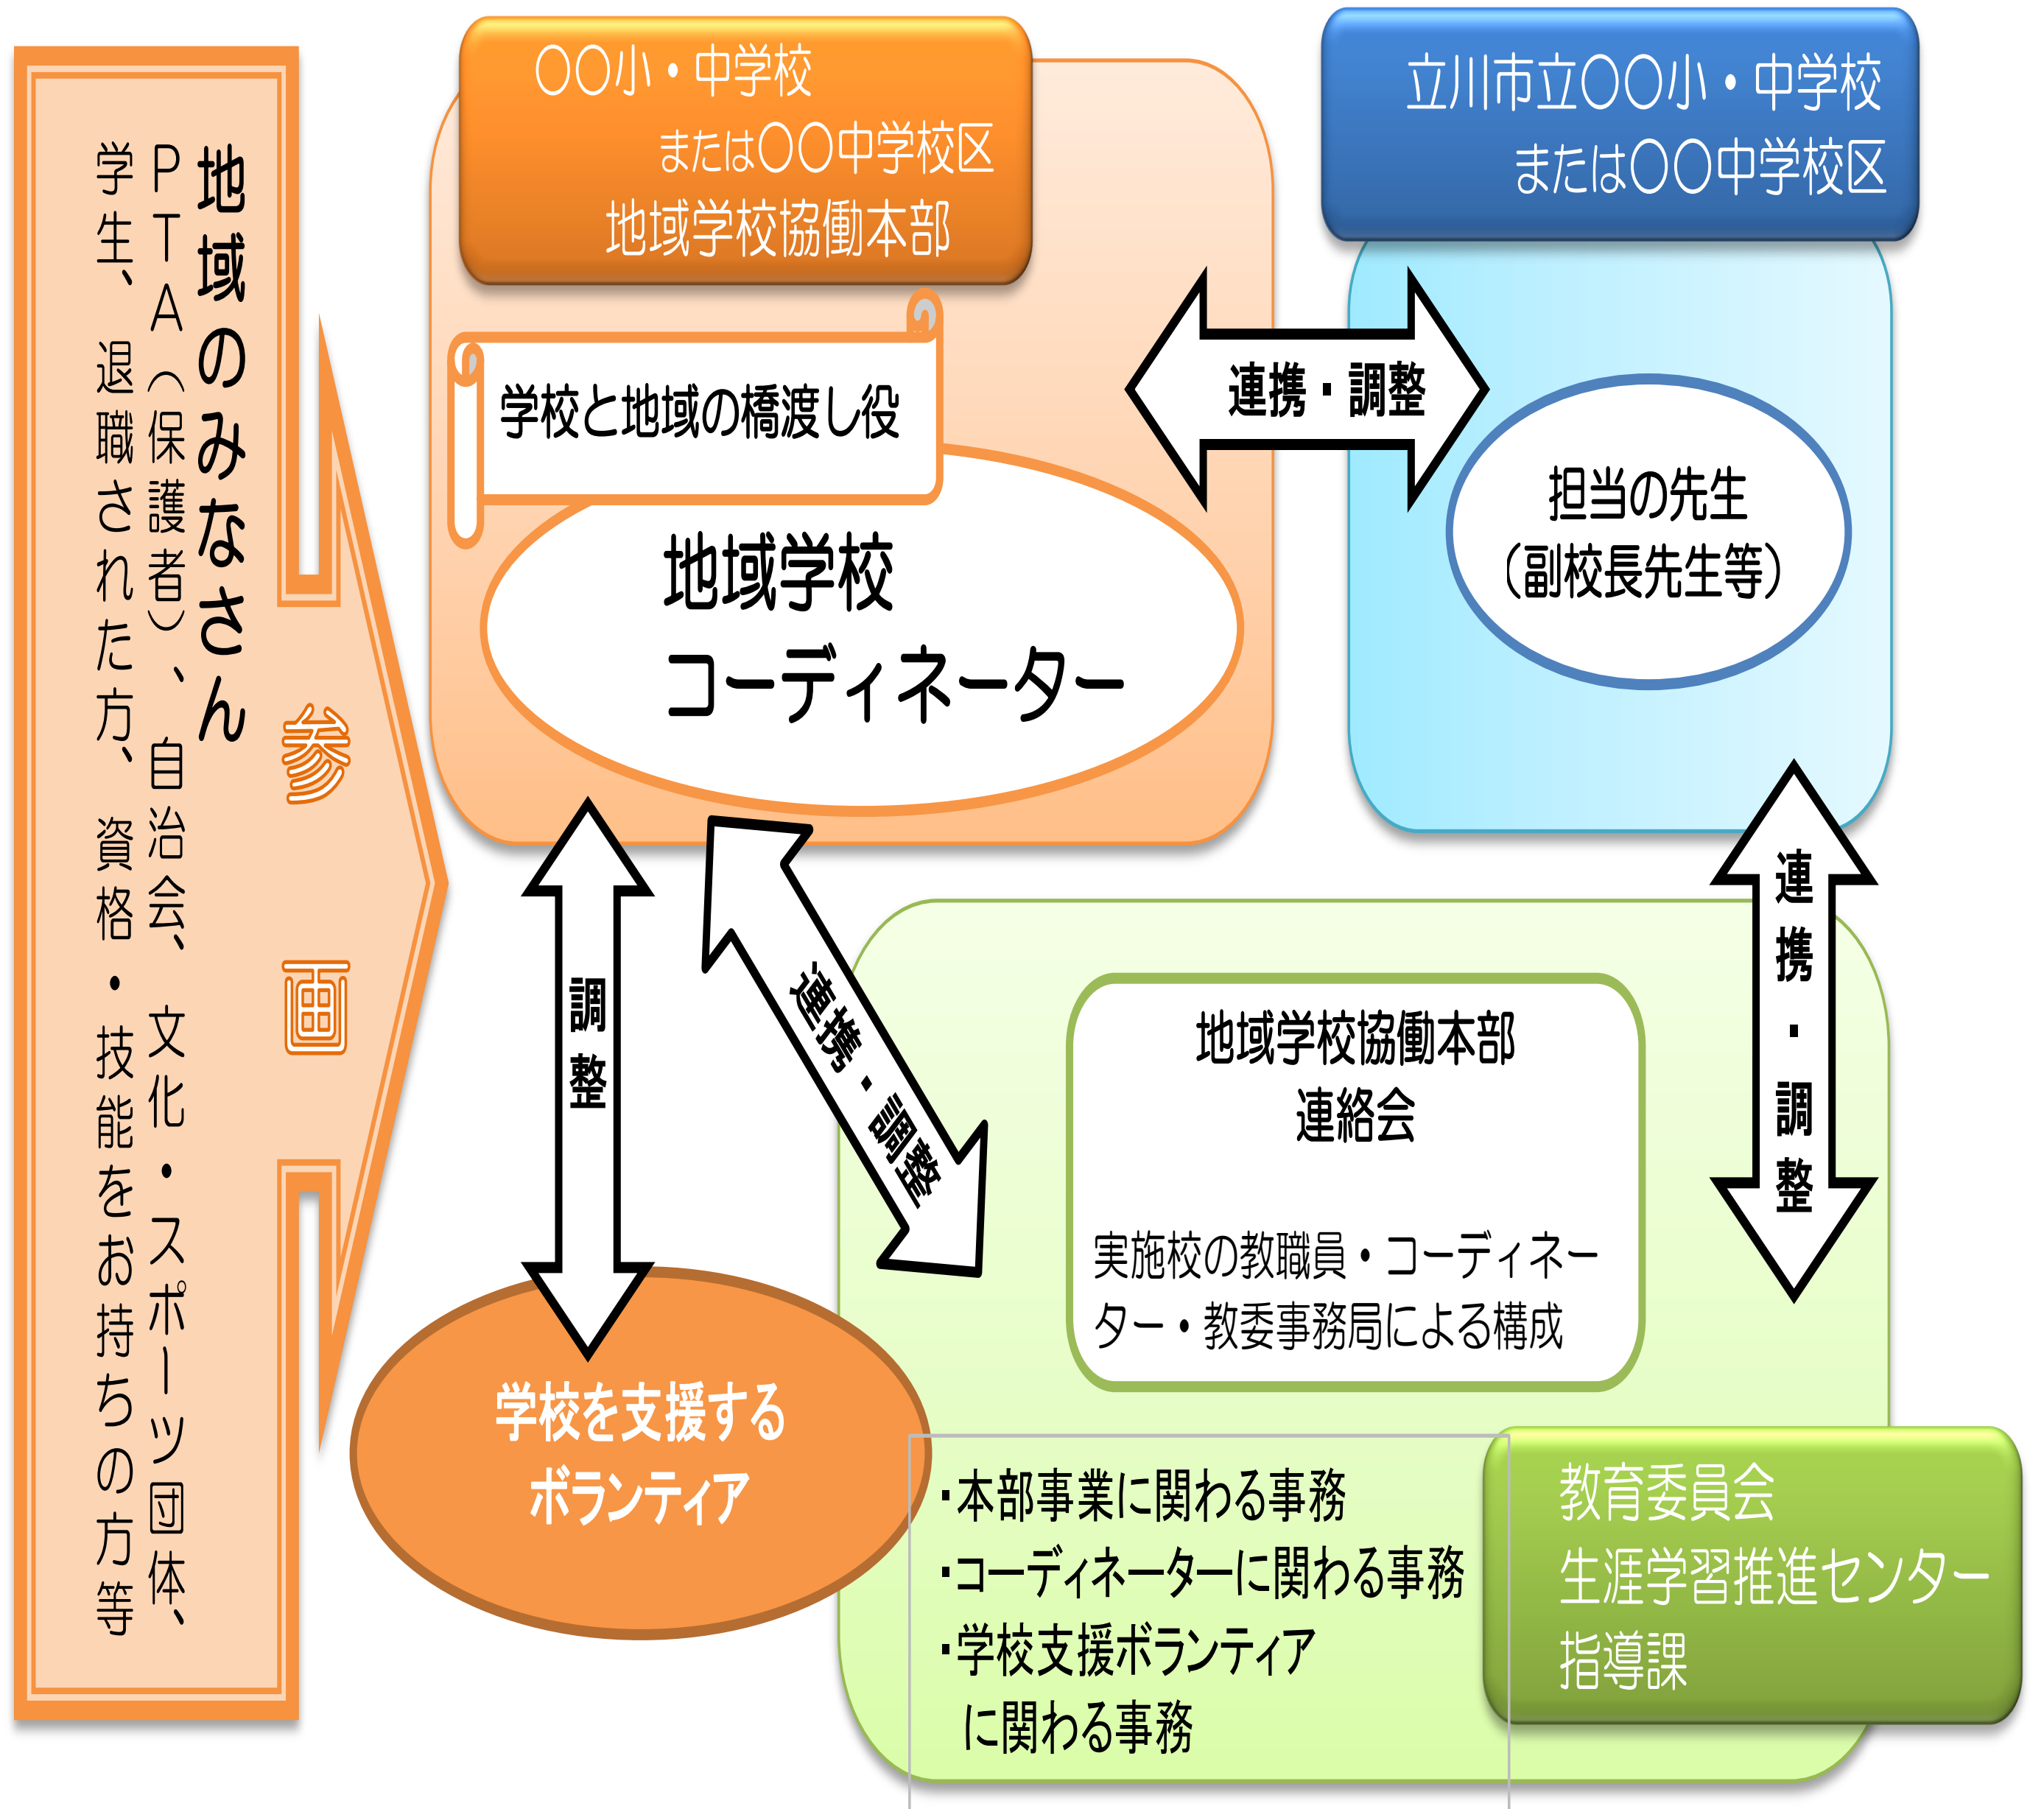 地域のみなさん
PTA(保護者)、自治会、文化・スポーツ団体、
学生、退職された方、資格・技能をお持ちの方等
参画
〇〇小・中学校
または〇〇中学校区
地域学校協働本部
学校と地域の橋渡し役
地域学校
コーディネーター
連携・調整
立川市立〇〇小・中学校
または〇〇中学校区
担当の先生
(副校長先生等)
調整
連携・調整
連携・調整
学校を支援する
ボランティア
地域学校協働本部
連絡会
実施校の教職員・コーディネー
ター・教委事務局による構成
・本部事業に関わる事務
・コーディネーターに関わる事務
・学校支援ボランティア
に関わる事務
教育委員会
生涯学習推進センター
指導課